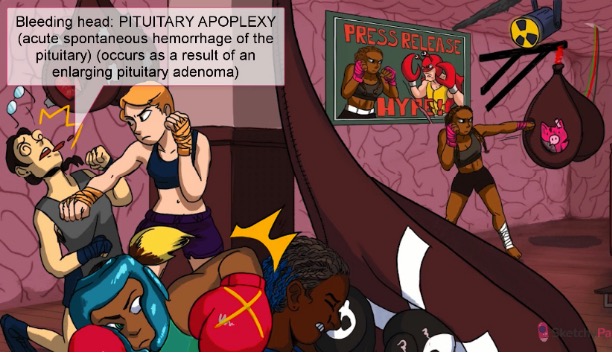 Bleeding head: PITUITARY APOPLEXY
(acute spontaneous hemorrhage of the
pituitary) (occurs as a result of an
enlarging pituitary adenoma)
PRESS RELEASE
HYPE!